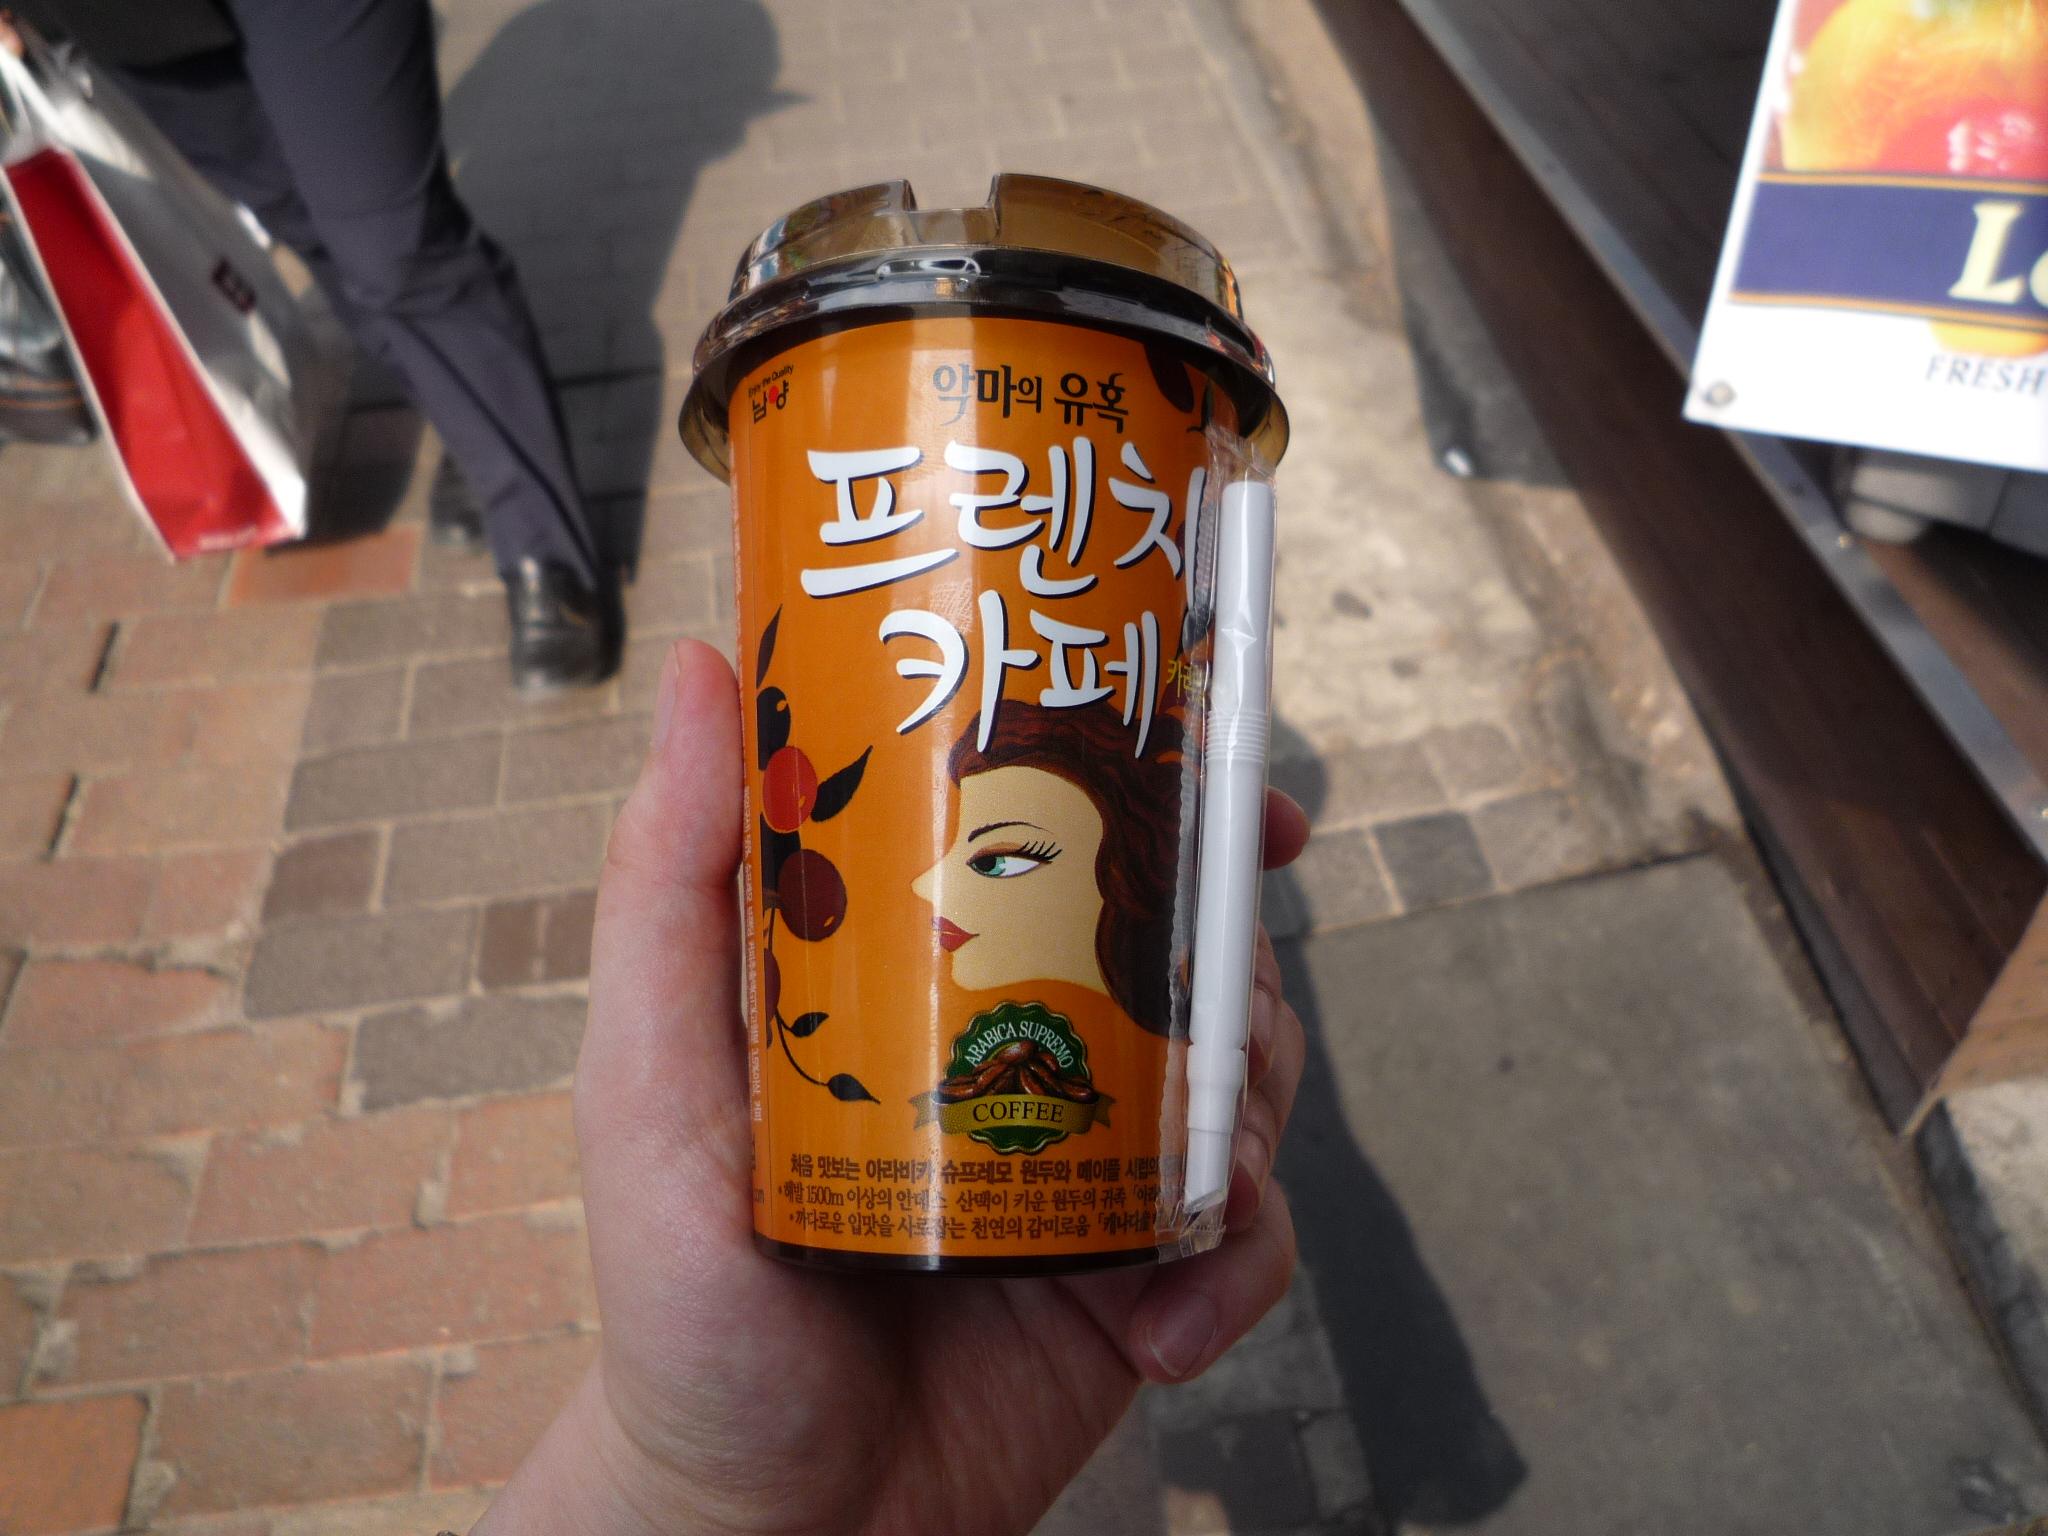 Enjoy the Quality
남양
악마의 유혹
프렌치
카페
ARABICA SUPREMO
COFFEE
처음 맛보는 아라비카 슈프레모 원두와 메이플 시럽의
•해발 1500m 이상의 안데스 산맥이 키운 원두의 귀족
•까다로운 입맛을 사로잡는 천연의 감미로움
FRESH